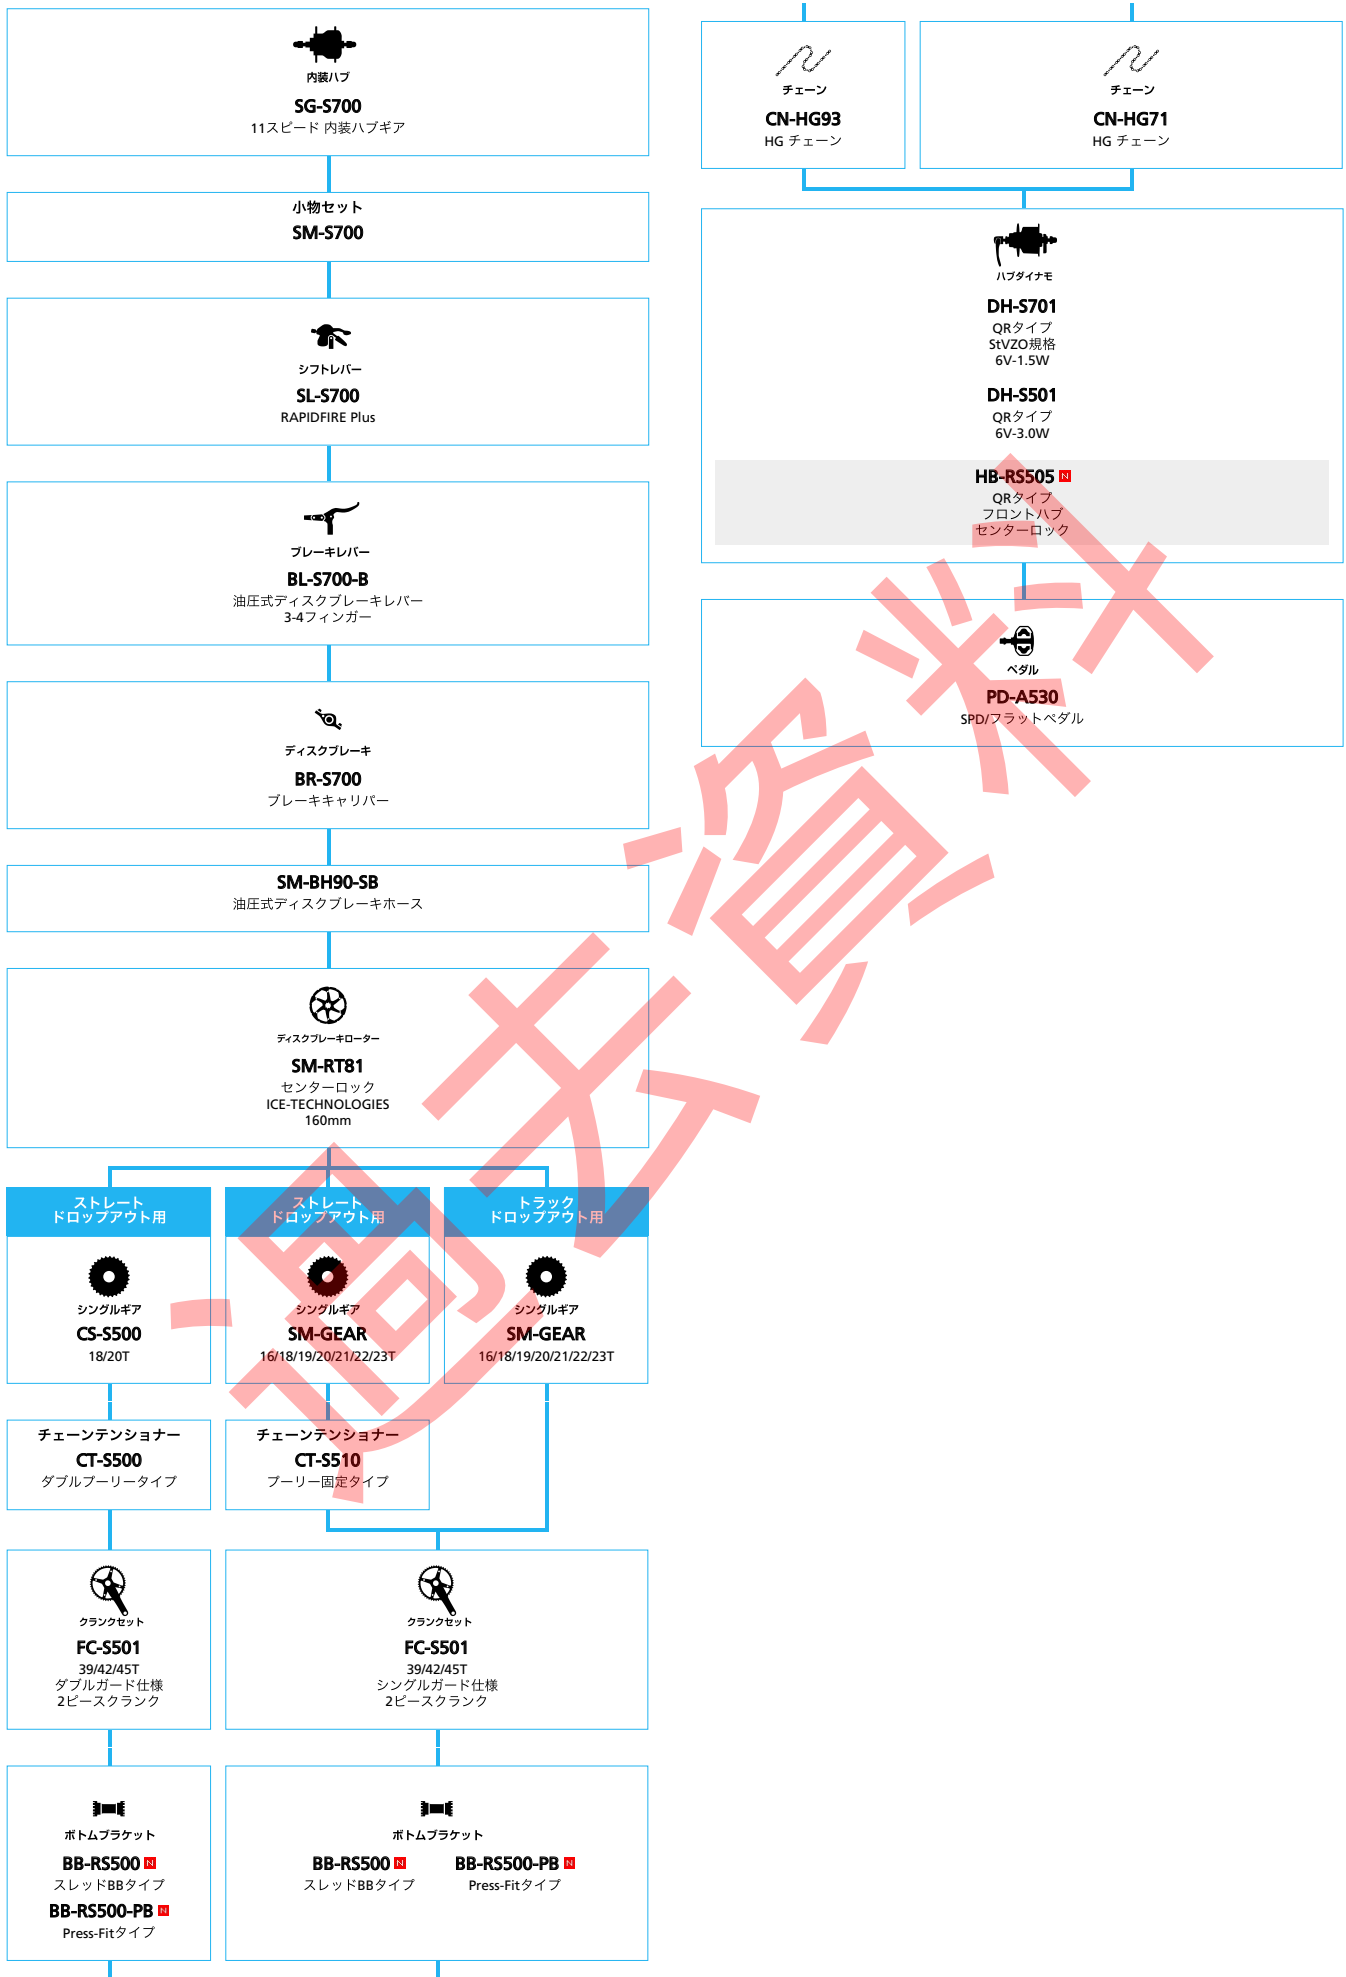 内装ハブ
SG-S700
11スピード 内装ハブギア
小物セット
SM-S700
シフトレバー
SL-S700
RAPIDFIRE Plus
ブレーキレバー
BL-S700-B
油圧式ディスクブレーキレバー
3-4フィンガー
ディスクブレーキ
BR-S700
ブレーキキャリパー
SM-BH90-SB
油圧式ディスクブレーキホース
ディスクブレーキローター
SM-RT81
センターロック
ICE-TECHNOLOGIES
160mm
ストレート
ドロップアウト用
シングルギア
CS-S500
18/20T
チェーンテンショナー
CT-S500
ダブルプーリータイプ
クランクセット
FC-S501
39/42/45T
ダブルガード仕様
2ピースクランク
ボトムブラケット
BB-RS500 N
スレッドBBタイプ
BB-RS500-PB N
Press-Fitタイプ
ストレート
ドロップアウト用
シングルギア
SM-GEAR
16/18/19/20/21/22/23T
チェーンテンショナー
CT-S510
プーリー固定タイプ
トラック
ドロップアウト用
シングルギア
SM-GEAR
16/18/19/20/21/22/23T
クランクセット
FC-S501
39/42/45T
シングルガード仕様
2ピースクランク
ボトムブラケット
BB-RS500 N
スレッドBBタイプ
BB-RS500-PB N
Press-Fitタイプ
チェーン
CN-HG93
HG チェーン
チェーン
CN-HG71
HG チェーン
ハブダイナモ
DH-S701
QRタイプ
StVZO規格
6V-1.5W
DH-S501
QRタイプ
6V-3.0W
HB-RS505 N
QRタイプ
フロントハブ
センターロック
ペダル
PD-A530
SPD/フラットペダル
過去資料